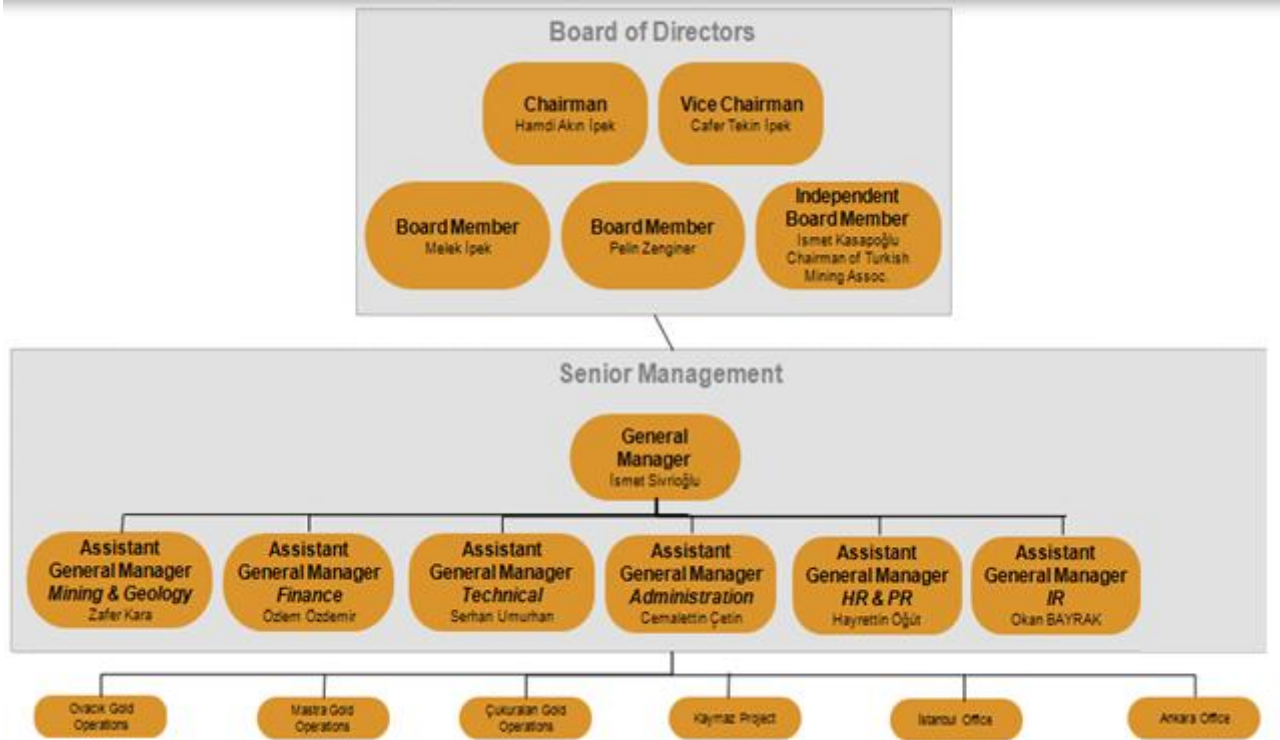 Board of Directors
Chairman
Hamdi Akın İpek
Vice Chairman
Cafer Tekin İpek
Board Member
Melek İpek
Board Member
Pelin Zenginer
Independent
Board Member
İsmet Kasapoğlu
Chairman of Turkish
Mining Assoc.
Senior Management
General
Manager
İsmet Sivrioğlu
Assistant
General Manager
Mining & Geology
Zafer Kara
Assistant
General Manager
Finance
Özlem Özdemir
Assistant
General Manager
Technical
Serhan Umurhan
Assistant
General Manager
Administration
Cemalettin Çetin
Assistant
General Manager
HR & PR
Hayrettin Öğüt
Assistant
General Manager
IR
Okan BAYRAK
Ovacık Gold
Operations
Mastra Gold
Operations
Çukuralan Gold
Operations
Kaymaz Project
İstanbul Office
Ankara Office